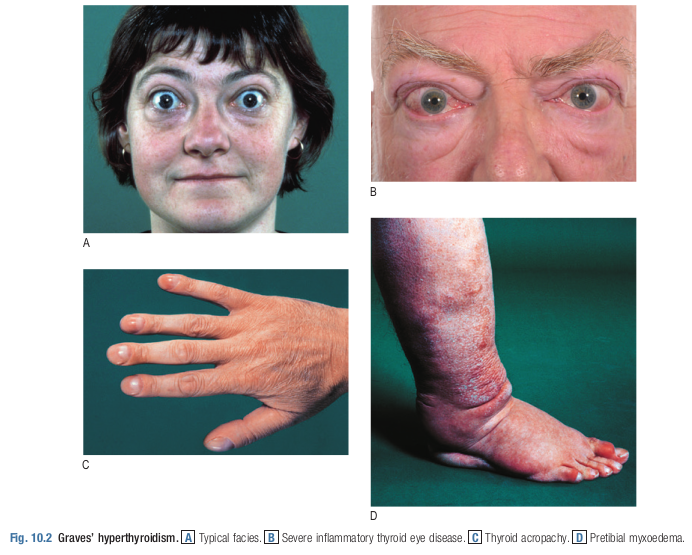 A
B
C
D
Fig. 10.2 Graves' hyperthyroidism. A Typical facies. B Severe inflammatory thyroid eye disease. C Thyroid acropachy. D Pretibial myxoedema.